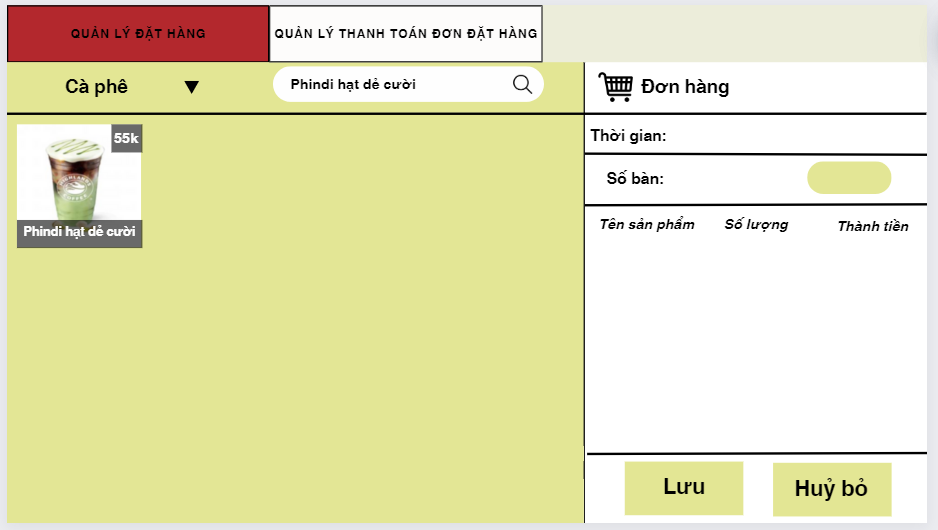 QUẢN LÝ ĐẶT HÀNG
QUẢN LÝ THANH TOÁN ĐƠN ĐẶT HÀNG
Cà phê
Phindi hạt dẻ cười
Đơn hàng
55k
Phindi hạt dẻ cười
Thời gian:
Số bàn:
Tên sản phẩm
Số lượng
Thành tiền
Lưu
Huỷ bỏ